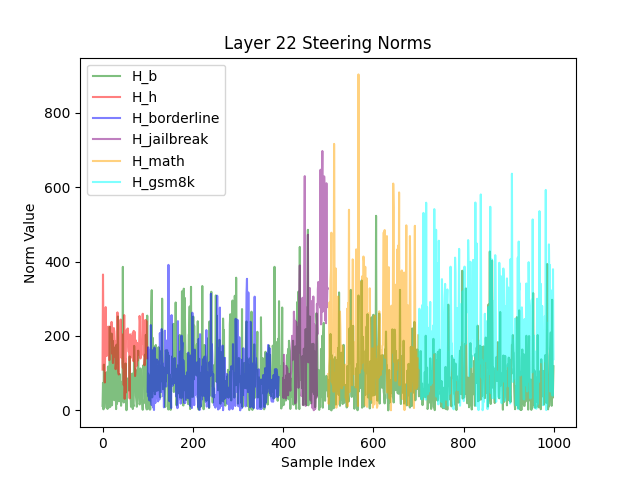 Layer 22 Steering Norms
H_b
H_h
H_borderline
H_jailbreak
H_math
H_gsm8k
Norm Value
800
600
400
200
0
0 200 400 600 800 1000
Sample Index